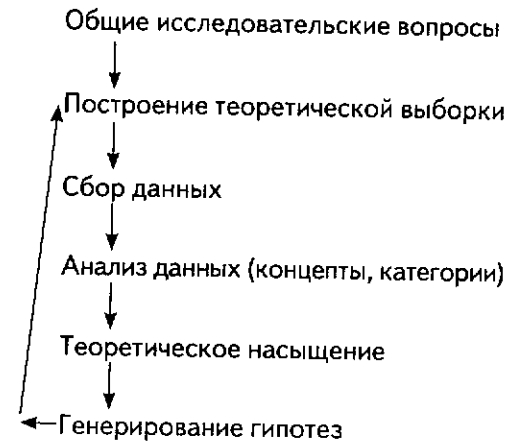 Общие исследовательские вопросы
Построение теоретической выборки
Сбор данных
Анализ данных (концепты, категории)
Теоретическое насыщение
Генерирование гипотез